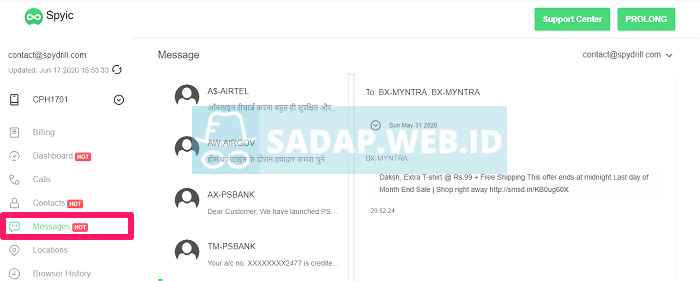 Spyic
Support Center
PROLONG
contact@spydrill.com
Updated: Jun 17 2020 15:53:33
CPH1701
Billing
Dashboard HOT
Calls
Contacts HOT
Messages HOT
Locations
Browser History
Message
contact@spydrill.com
A$-AIRTEL
ऑनलाइन रीचार्ज करना बहुत ही सुरक्षित और...
AW-AIRGOV
के दौरान हवादार कमरा चुने...
AX-PSBANK
Dear Customer, We have launched PS...
TM-PSBANK
Your a/c no. XXXXXXXX2477 is credite...
To: BX-MYNTRA, BX-MYNTRA
Sun May 31 2020
BX-MYNTRA
Daksh, Extra T-shirt @ Rs.99 + Free Shipping This offer ends at midnight Last day of
Month End Sale | Shop right away http://smsd.in/KB0ug60X
20:52:24
SADAP.WEB.ID